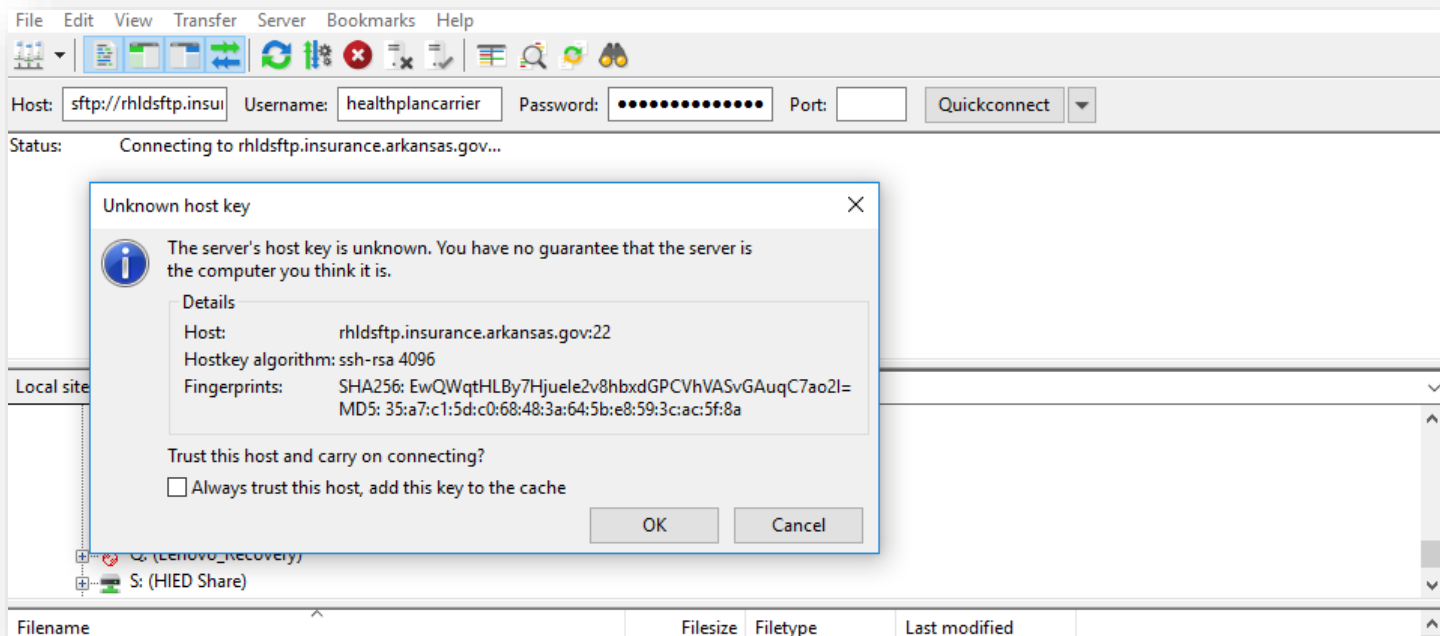 File Edit View Transfer Server Bookmarks Help
Host: sftp://rhldsftp.insur Username: healthplancarrier Password: ●●●●●●●●●●●●●● Port: Quickconnect
Status: Connecting to rhldsftp.insurance.arkansas.gov...
Unknown host key
The server's host key is unknown. You have no guarantee that the server is
the computer you think it is.
Details
Host: rhldsftp.insurance.arkansas.gov:22
Hostkey algorithm: ssh-rsa 4096
Fingerprints: SHA256: EwQWqtHLBy7Hjuele2v8hbxdGPCVhVASvGAuqC7ao2I=
MD5: 35:a7:c1:5d:c0:68:48:3a:64:5b:e8:59:3c:ac:5f:8a
Local site
Trust this host and carry on connecting?
Always trust this host, add this key to the cache
OK Cancel
Q: (Lenovo_Recovery)
S: (HIED Share)
Filename Filesize Filetype Last modified